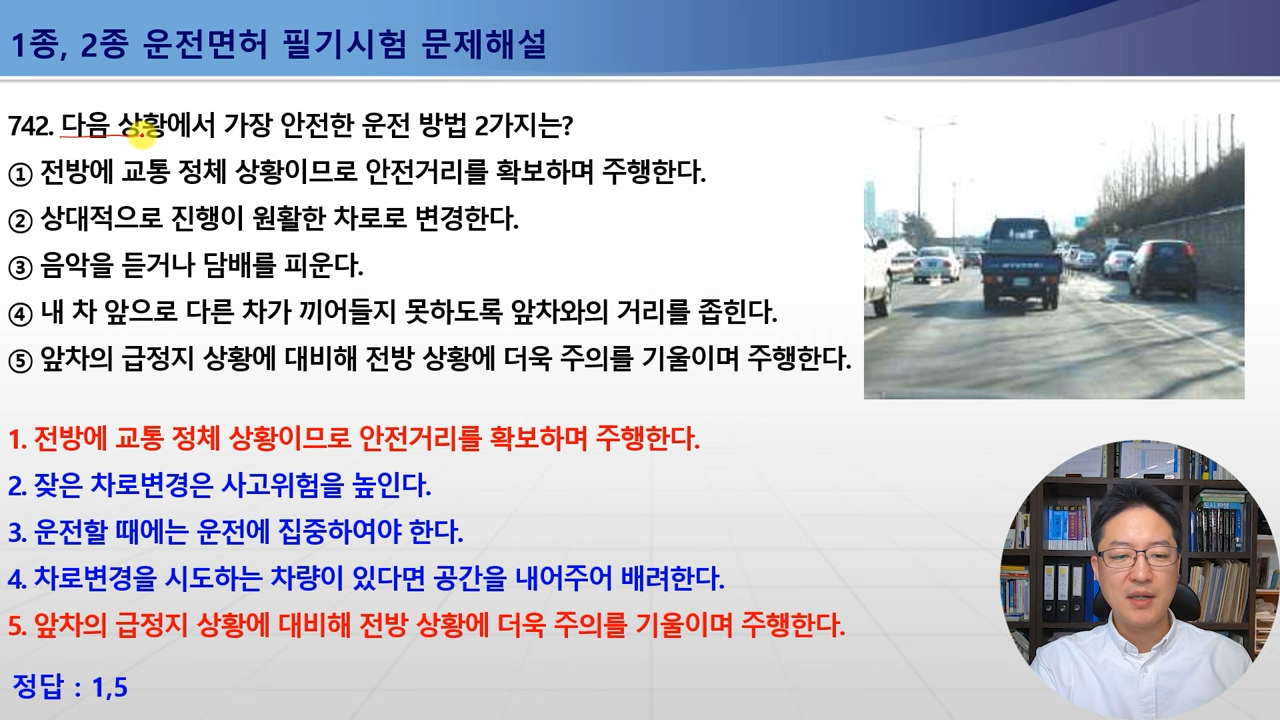 1종, 2종 운전면허 필기시험 문제해설
742. 다음 상황에서 가장 안전한 운전 방법 2가지는?
① 전방에 교통 정체 상황이므로 안전거리를 확보하며 주행한다.
② 상대적으로 진행이 원활한 차로로 변경한다.
③ 음악을 듣거나 담배를 피운다.
④ 내 차 앞으로 다른 차가 끼어들지 못하도록 앞차와의 거리를 좁힌다.
⑤ 앞차의 급정지 상황에 대비해 전방 상황에 더욱 주의를 기울이며 주행한다.
1. 전방에 교통 정체 상황이므로 안전거리를 확보하며 주행한다.
2. 잦은 차로변경은 사고위험을 높인다.
3. 운전할 때에는 운전에 집중하여야 한다.
4. 차로변경을 시도하는 차량이 있다면 공간을 내어주어 배려한다.
5. 앞차의 급정지 상황에 대비해 전방 상황에 더욱 주의를 기울이며 주행한다.
정답 : 1,5